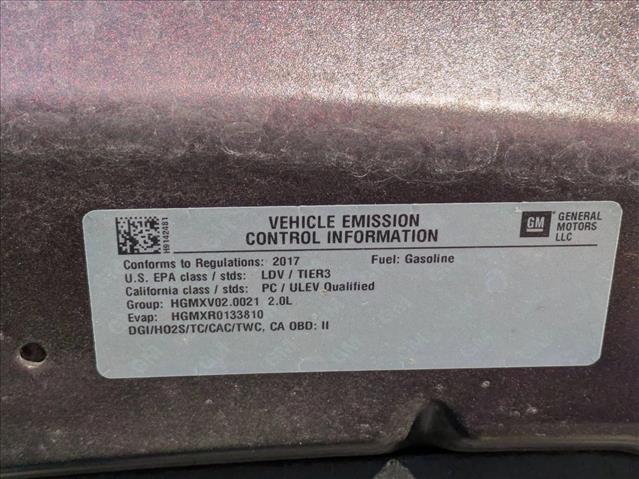 H9142481
VEHICLE EMISSION
CONTROL INFORMATION
GM
GENERAL
MOTORS
LLC
Conforms to Regulations: 2017 Fuel: Gasoline
U.S. EPA class / stds: LDV / TIER3
California class / stds: PC / ULEV Qualified
Group: HGMXV02.0021 2.0L
Evap: HGMXR0133810
DGI/HO2S/TC/CAC/TWC, CA OBD: II